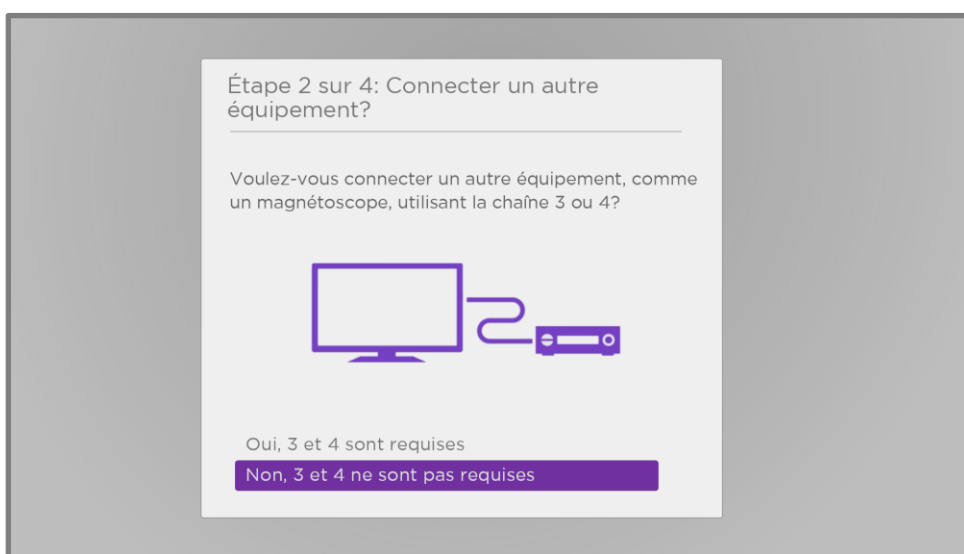 Étape 2 sur 4: Connecter un autre
équipement?
Voulez-vous connecter un autre équipement, comme
un magnétoscope, utilisant la chaîne 3 ou 4?
Oui, 3 et 4 sont requises
Non, 3 et 4 ne sont pas requises